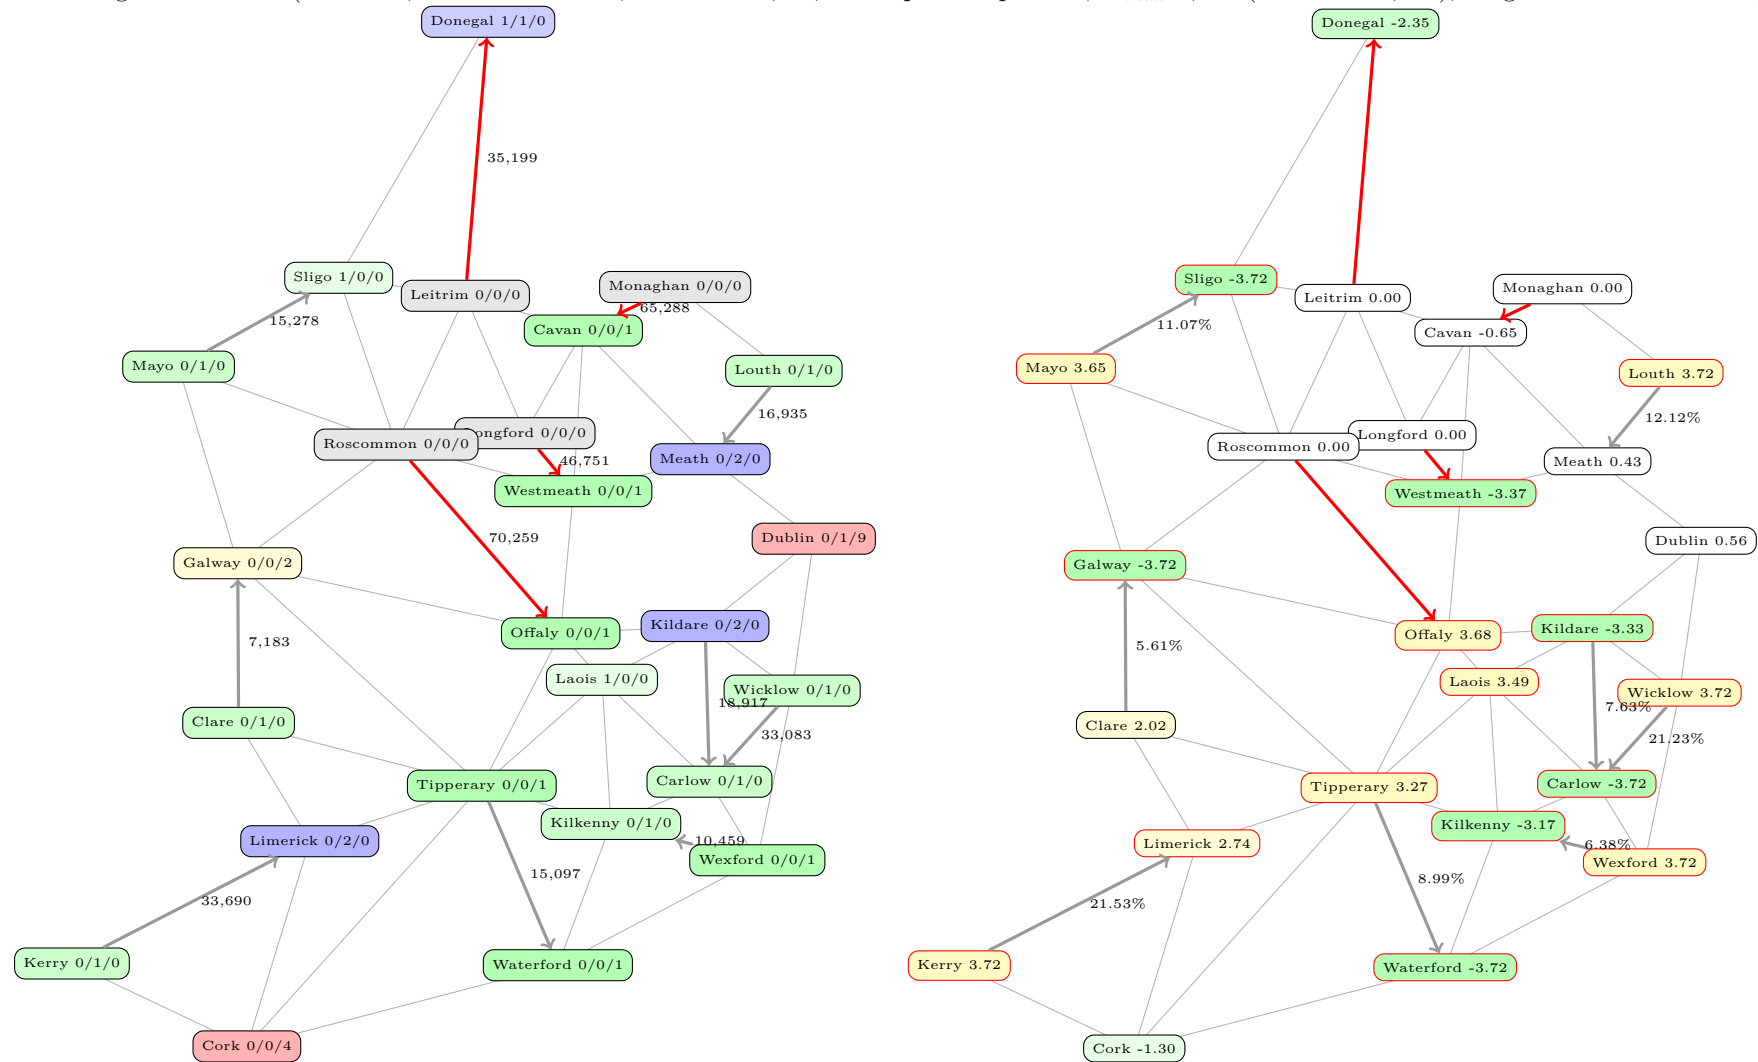 Donegal 1/1/0
35,199
Sligo 1/0/0
Leitrim 0/0/0
Monaghan 0/0/0
65,288
15,278
Cavan 0/0/1
Mayo 0/1/0
Louth 0/1/0
16,935
Roscommon 0/0/0
Longford 0/0/0
46,751
Meath 0/2/0
Westmeath 0/0/1
70,259
Dublin 0/1/9
Galway 0/0/2
Offaly 0/0/1
Kildare 0/2/0
7,183
Laois 1/0/0
Wicklow 0/1/0
18,917
Clare 0/1/0
33,083
Tipperary 0/0/1
Carlow 0/1/0
Kilkenny 0/1/0
Limerick 0/2/0
10,459
Wexford 0/0/1
15,097
33,690
Kerry 0/1/0
Waterford 0/0/1
Cork 0/0/4
Donegal -2.35
Sligo -3.72
Leitrim 0.00
Monaghan 0.00
11.07%
Cavan -0.65
Mayo 3.65
Louth 3.72
12.12%
Roscommon 0.00
Longford 0.00
Meath 0.43
Westmeath -3.37
Dublin 0.56
Galway -3.72
Offaly 3.68
Kildare -3.33
5.61%
Laois 3.49
Wicklow 3.72
7.63%
Clare 2.02
21.23%
Tipperary 3.27
Carlow -3.72
Kilkenny -3.17
Limerick 2.74
6.38%
Wexford 3.72
8.99%
21.53%
Kerry 3.72
Waterford -3.72
Cork -1.30